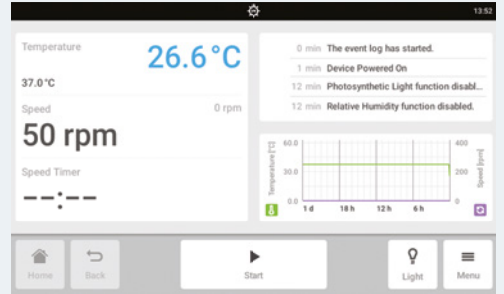 13:52
Temperature
26.6°C
37.0°C
Speed
0 rpm
50 rpm
Speed Timer
--:--
0 min The event log has started.
1 min Device Powered On
12 min Photosynthetic Light function disabl...
12 min Relative Humidity function disabled.
Temperature [°C]
60.0
30.0
0.0
1 d 18 h 12 h 6 h
400
200
0
Speed [rpm]
Home
Back
Start
Light
Menu